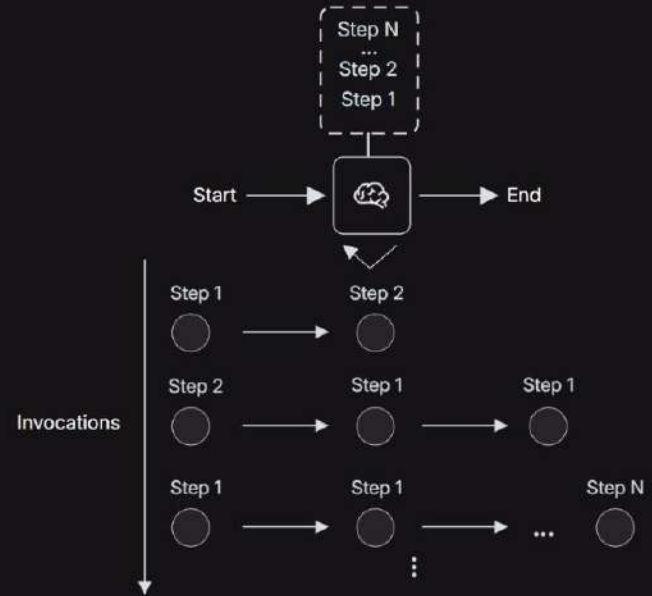 Step N
...
Step 2
Step 1
Start
End
Step 1
Step 2
Step 2
Step 1
Step 1
Invocations
Step 1
Step 1
Step N
...